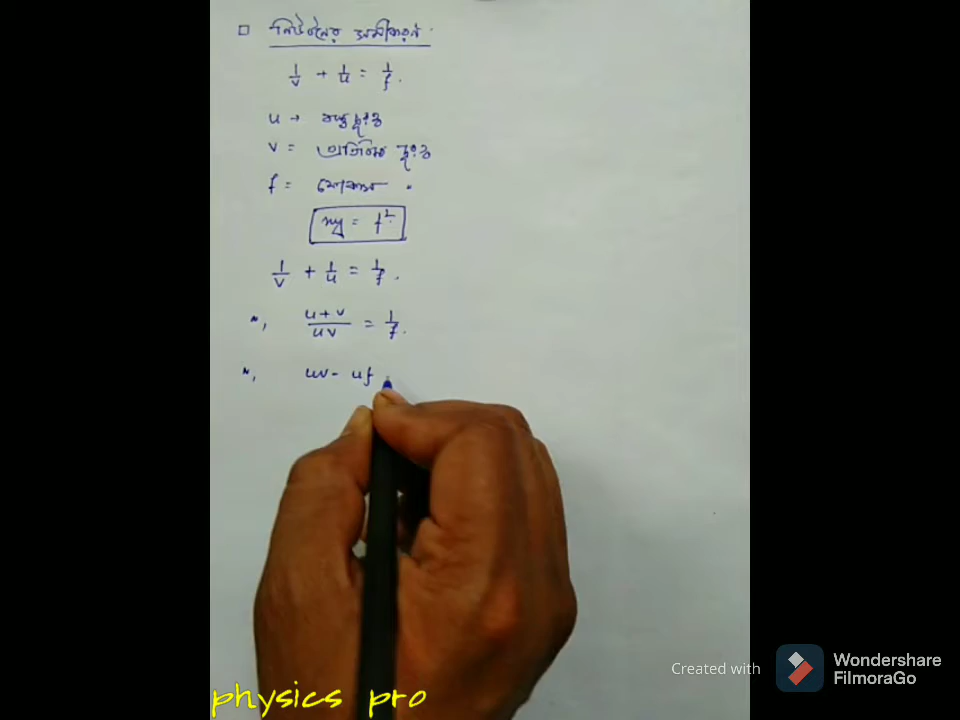 □ নিউটনের সমীকরণ
1/v + 1/u = 1/f.
u → বস্তু দূরত্ব
v = প্রতিবিম্ব দূরত্ব
f = ফোকাস "
xy = f²
1/v + 1/u = 1/f.
বা, (u + v)/uv = 1/f.
বা, uv - uf
Created with
Wondershare
FilmoraGo
physics pro